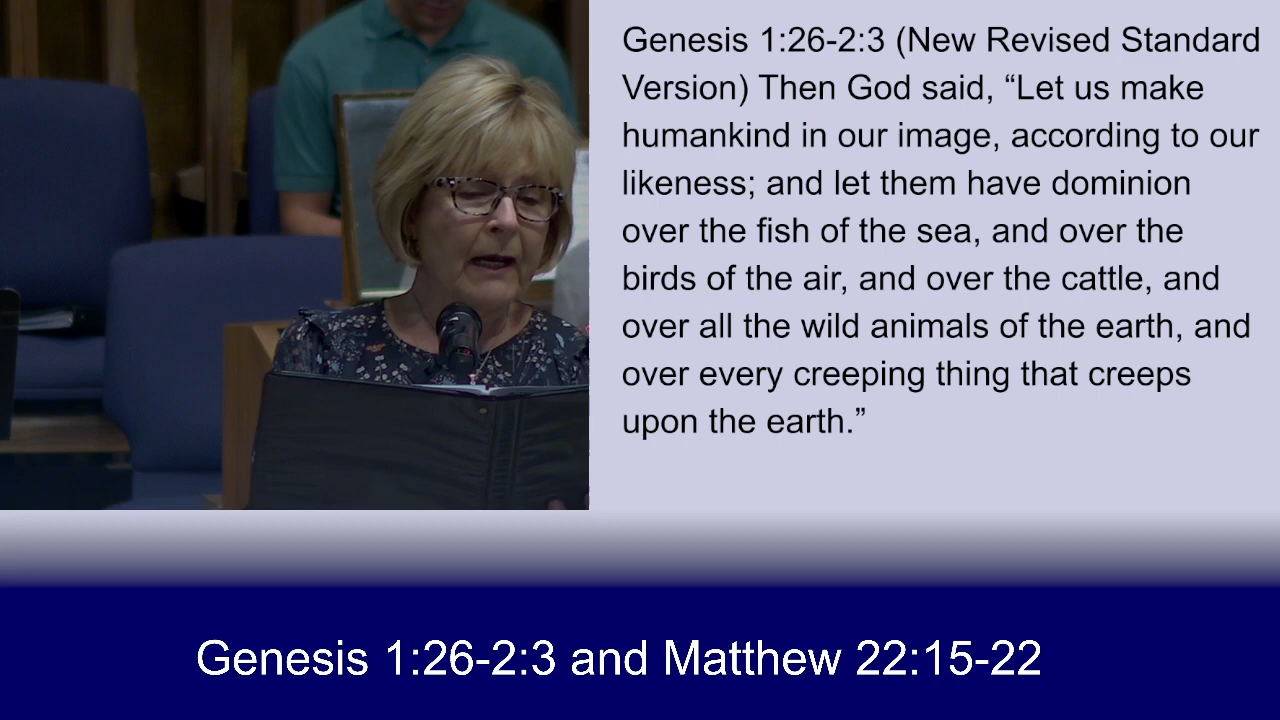 Genesis 1:26-2:3 (New Revised Standard
Version) Then God said, “Let us make
humankind in our image, according to our
likeness; and let them have dominion
over the fish of the sea, and over the
birds of the air, and over the cattle, and
over all the wild animals of the earth, and
over every creeping thing that creeps
upon the earth.”
Genesis 1:26-2:3 and Matthew 22:15-22